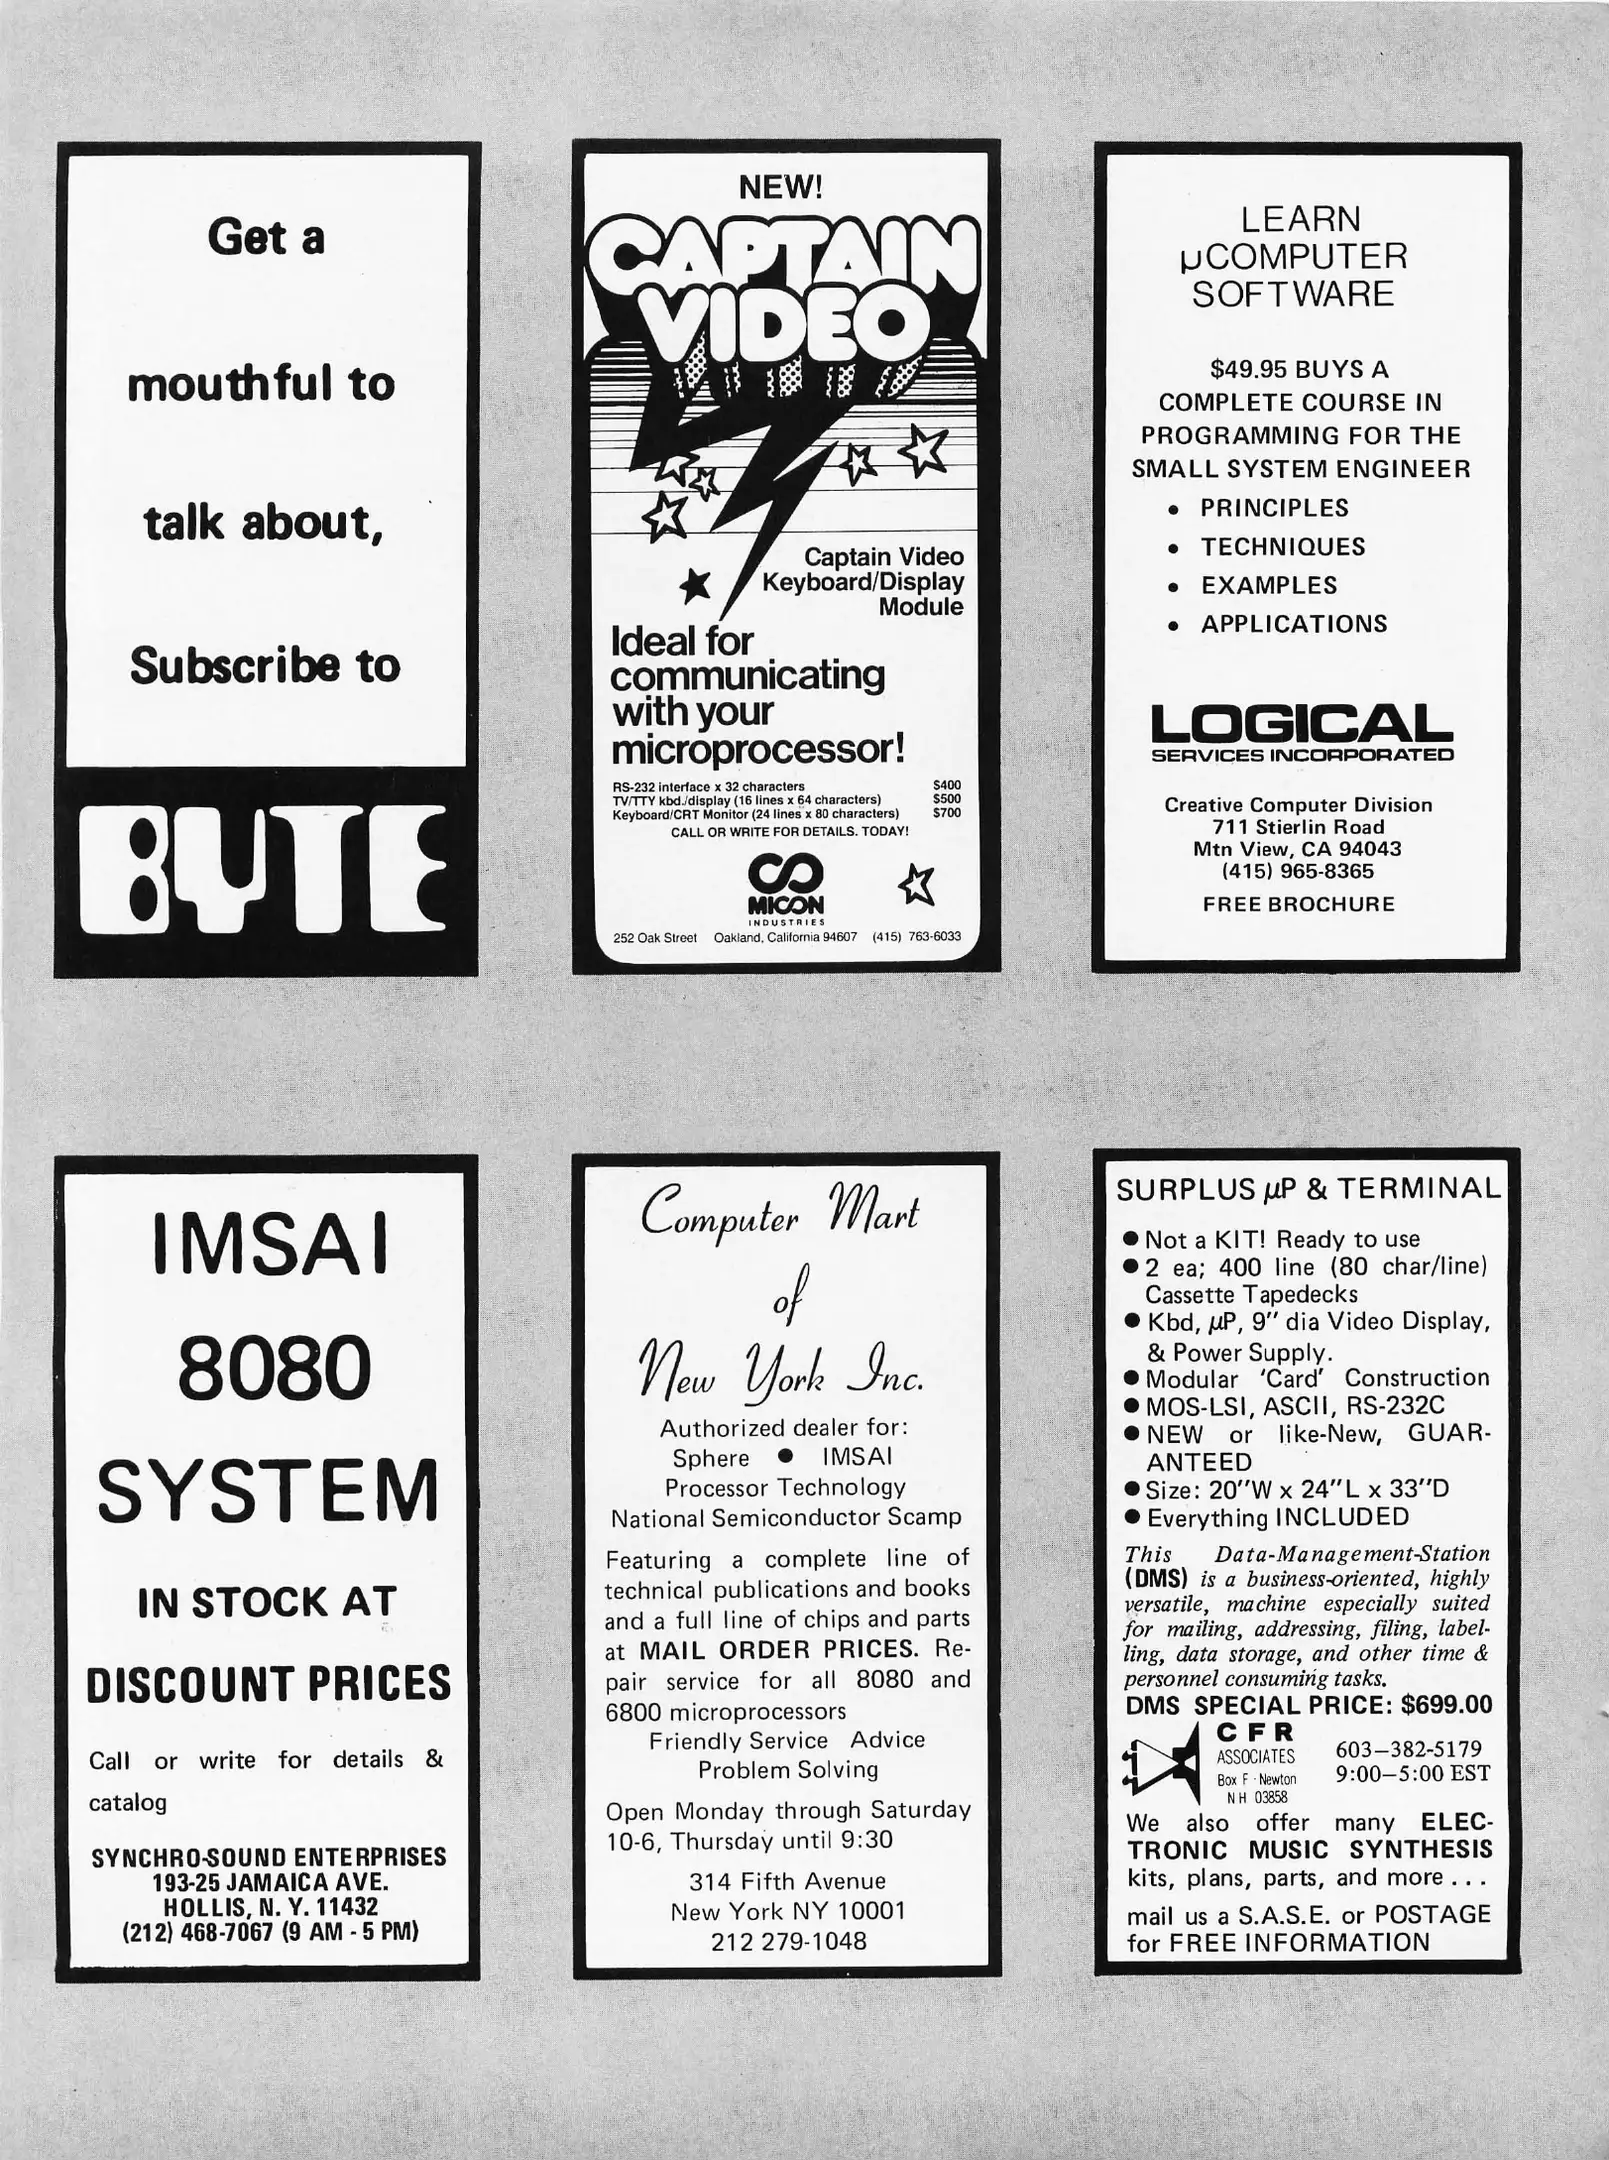 Get a
mouthful to
talk about,
Subscribe to
BYTE
NEW!
CAPTAIN
VIDEO
Captain Video
Keyboard/Display
Module
Ideal for
communicating
with your
microprocessor!
RS-232 interface x 32 characters $400
TV/TTY kbd./display (16 lines x 64 characters) $500
Keyboard/CRT Monitor (24 lines x 80 characters) $700
CALL OR WRITE FOR DETAILS. TODAY!
MICON
INDUSTRIES
252 Oak Street Oakland, California 94607 (415) 763-6033
LEARN
µCOMPUTER
SOFTWARE
$49.95 BUYS A
COMPLETE COURSE IN
PROGRAMMING FOR THE
SMALL SYSTEM ENGINEER
• PRINCIPLES
• TECHNIQUES
• EXAMPLES
• APPLICATIONS
LOGICAL
SERVICES INCORPORATED
Creative Computer Division
711 Stierlin Road
Mtn View, CA 94043
(415) 965-8365
FREE BROCHURE
IMSAI
8080
SYSTEM
IN STOCK AT
DISCOUNT PRICES
Call or write for details &
catalog
SYNCHRO-SOUND ENTERPRISES
193-25 JAMAICA AVE.
HOLLIS, N. Y. 11432
(212) 468-7067 (9 AM - 5 PM)
Computer Mart
of
New York Inc.
Authorized dealer for:
Sphere ● IMSAI
Processor Technology
National Semiconductor Scamp
Featuring a complete line of
technical publications and books
and a full line of chips and parts
at MAIL ORDER PRICES. Re-
pair service for all 8080 and
6800 microprocessors
Friendly Service Advice
Problem Solving
Open Monday through Saturday
10-6, Thursday until 9:30
314 Fifth Avenue
New York NY 10001
212 279-1048
SURPLUS µP & TERMINAL
● Not a KIT! Ready to use
● 2 ea; 400 line (80 char/line)
Cassette Tapedecks
● Kbd, µP, 9" dia Video Display,
& Power Supply.
● Modular 'Card' Construction
● MOS-LSI, ASCII, RS-232C
● NEW or like-New, GUAR-
ANTEED
● Size: 20"W x 24"L x 33"D
● Everything INCLUDED
This Data-Management-Station
(DMS) is a business-oriented, highly
versatile, machine especially suited
for mailing, addressing, filing, label-
ling, data storage, and other time &
personnel consuming tasks.
DMS SPECIAL PRICE: $699.00
CFR
ASSOCIATES
Box F · Newton
N H 03858
603–382-5179
9:00–5:00 EST
We also offer many ELEC-
TRONIC MUSIC SYNTHESIS
kits, plans, parts, and more . . .
mail us a S.A.S.E. or POSTAGE
for FREE INFORMATION